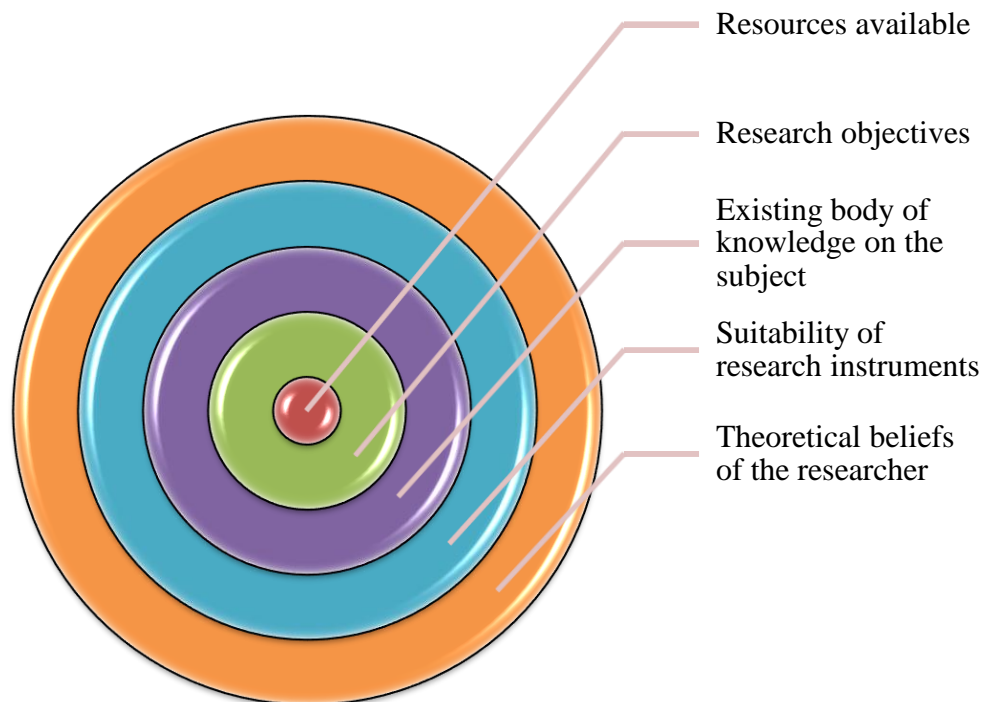 Resources available
Research objectives
Existing body of
knowledge on the
subject
Suitability of
research instruments
Theoretical beliefs
of the researcher